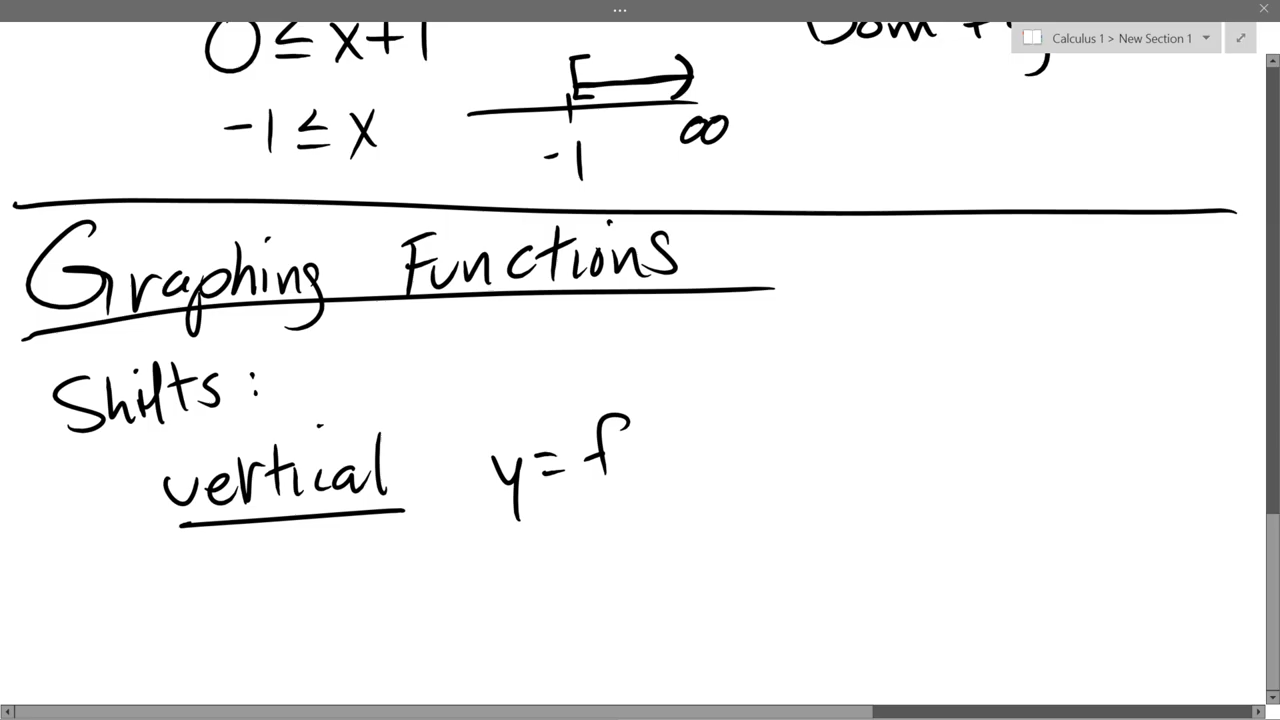 ...
Calculus 1 > New Section 1
0 ≤ x+1
-1 ≤ x
-1
∞
Graphing Functions
Shifts:
vertical y = f